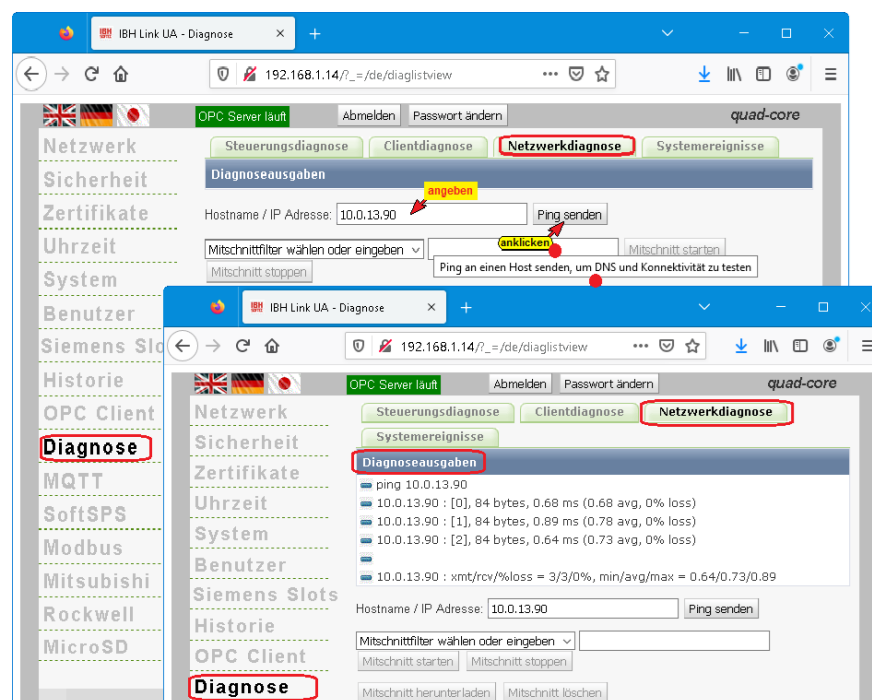 IBH Link UA - Diagnose
192.168.1.14/?_=/de/diaglistview
OPC Server läuft
Abmelden
Passwort ändern
quad-core
Netzwerk
Sicherheit
Zertifikate
Uhrzeit
System
Benutzer
Siemens Slo
Historie
OPC Client
Diagnose
MQTT
SoftSPS
Modbus
Mitsubishi
Rockwell
MicroSD
Steuerungsdiagnose
Clientdiagnose
Netzwerkdiagnose
Systemereignisse
Diagnoseausgaben
angeben
Hostname / IP Adresse: 10.0.13.90
Ping senden
anklicken
Mitschnittfilter wählen oder eingeben
Mitschnitt starten
Mitschnitt stoppen
Ping an einen Host senden, um DNS und Konnektivität zu testen
IBH Link UA - Diagnose
192.168.1.14/?_=/de/diaglistview
OPC Server läuft
Abmelden
Passwort ändern
quad-core
Netzwerk
Sicherheit
Zertifikate
Uhrzeit
System
Benutzer
Siemens Slots
Historie
OPC Client
Diagnose
Steuerungsdiagnose
Clientdiagnose
Netzwerkdiagnose
Systemereignisse
Diagnoseausgaben
ping 10.0.13.90
10.0.13.90 : [0], 84 bytes, 0.68 ms (0.68 avg, 0% loss)
10.0.13.90 : [1], 84 bytes, 0.89 ms (0.78 avg, 0% loss)
10.0.13.90 : [2], 84 bytes, 0.64 ms (0.73 avg, 0% loss)
10.0.13.90 : xmt/rcv/%loss = 3/3/0%, min/avg/max = 0.64/0.73/0.89
Hostname / IP Adresse: 10.0.13.90
Ping senden
Mitschnittfilter wählen oder eingeben
Mitschnitt starten
Mitschnitt stoppen
Mitschnitt herunterladen
Mitschnitt löschen